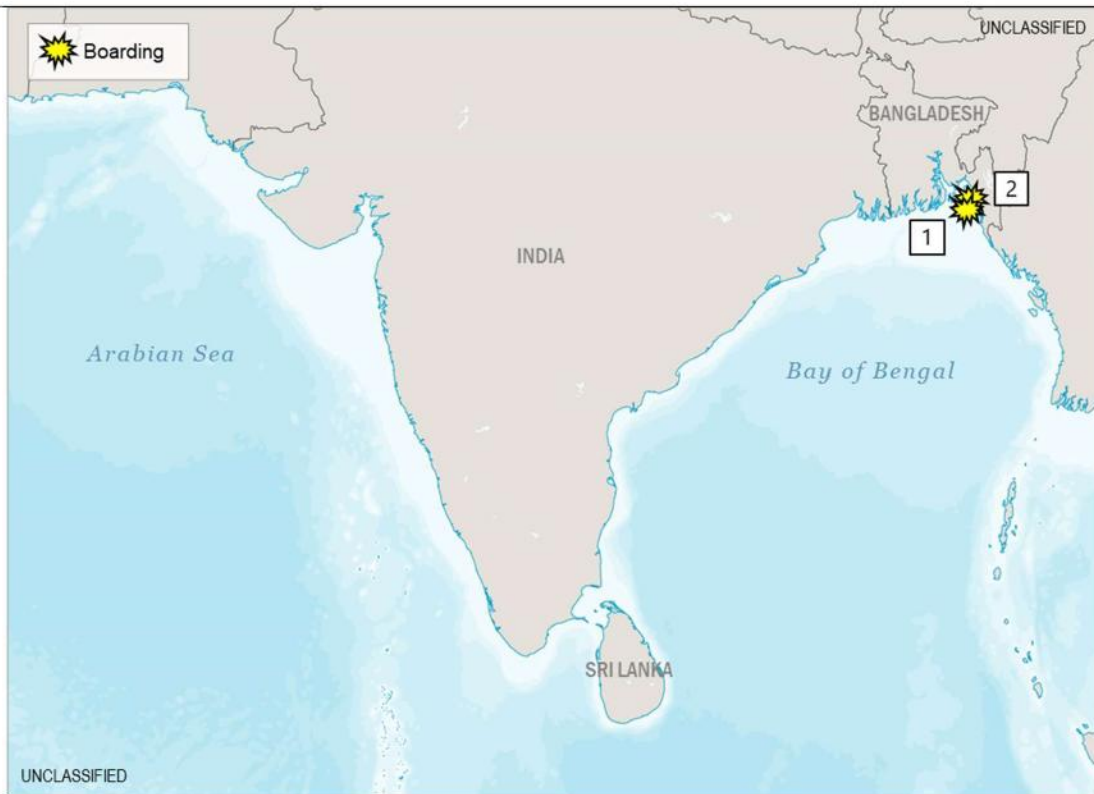 UNCLASSIFIED
Boarding
BANGLADESH
2
1
INDIA
Arabian Sea
Bay of Bengal
SRI LANKA
UNCLASSIFIED